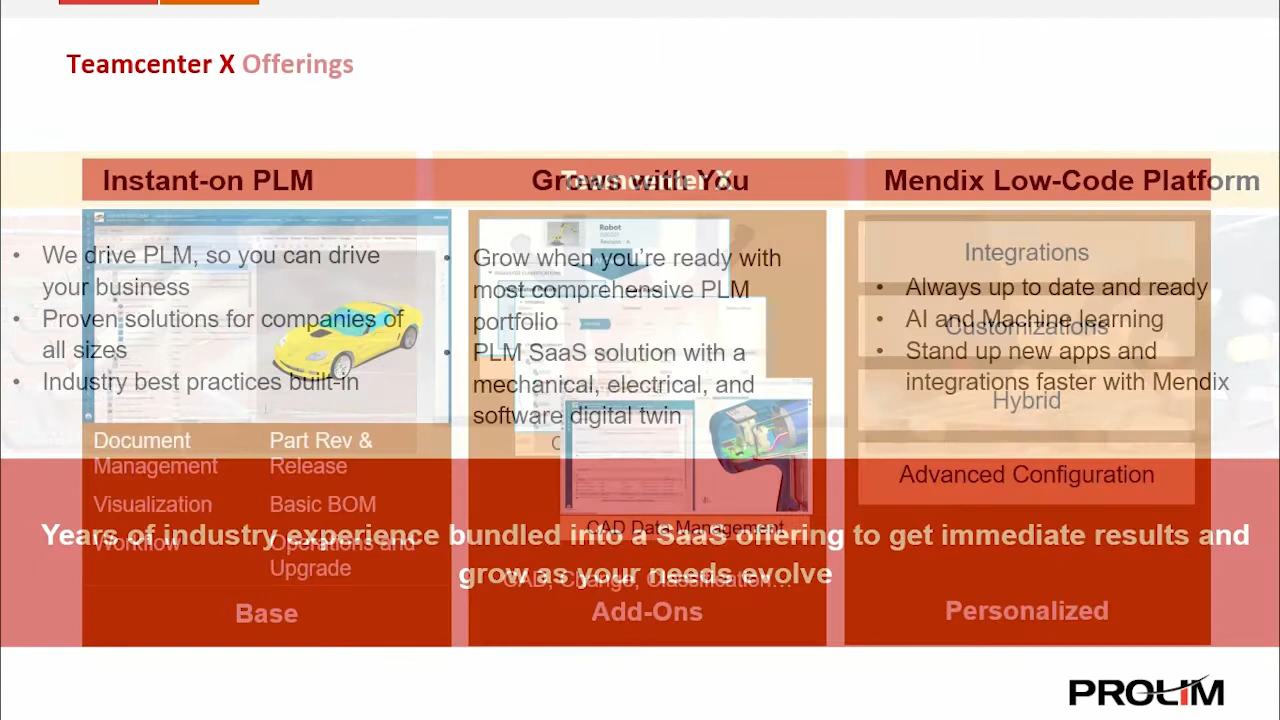 Teamcenter X Offerings
Instant-on PLM
Grows with You
Teamcenter X
Mendix Low-Code Platform
• We drive PLM, so you can drive
your business
• Proven solutions for companies of
all sizes
• Industry best practices built-in
Robot
• Grow when you’re ready with
most comprehensive PLM
portfolio
• PLM SaaS solution with a
mechanical, electrical, and
software digital twin
Integrations
• Always up to date and ready
• AI and Machine learning
Customizations
• Stand up new apps and
integrations faster with Mendix
Hybrid
Advanced Configuration
Document
Management
Part Rev &
Release
Visualization
Basic BOM
Workflow
Operations and
Upgrade
CAD Data Management
CAD, Change, Classification...
Years of industry experience bundled into a SaaS offering to get immediate results and
grow as your needs evolve
Base
Add-Ons
Personalized
PROLIM